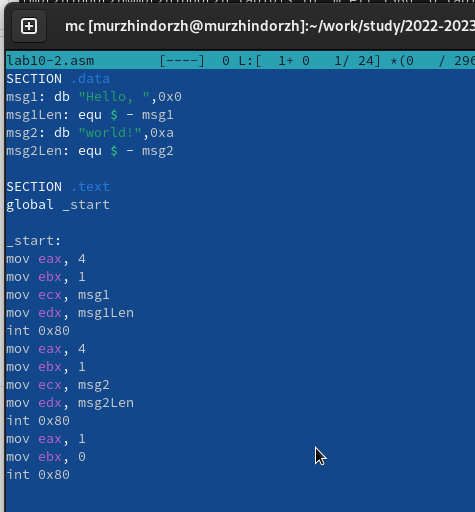 mc [murzhindorzh@murzhindorzh]:~/work/study/2022-2023
lab10-2.asm [----] 0 L:[ 1+ 0 1/ 24] *(0 / 296
SECTION .data
msg1: db "Hello, ",0x0
msg1Len: equ $ - msg1
msg2: db "world!",0xa
msg2Len: equ $ - msg2
SECTION .text
global _start
_start:
mov eax, 4
mov ebx, 1
mov ecx, msg1
mov edx, msg1Len
int 0x80
mov eax, 4
mov ebx, 1
mov ecx, msg2
mov edx, msg2Len
int 0x80
mov eax, 1
mov ebx, 0
int 0x80